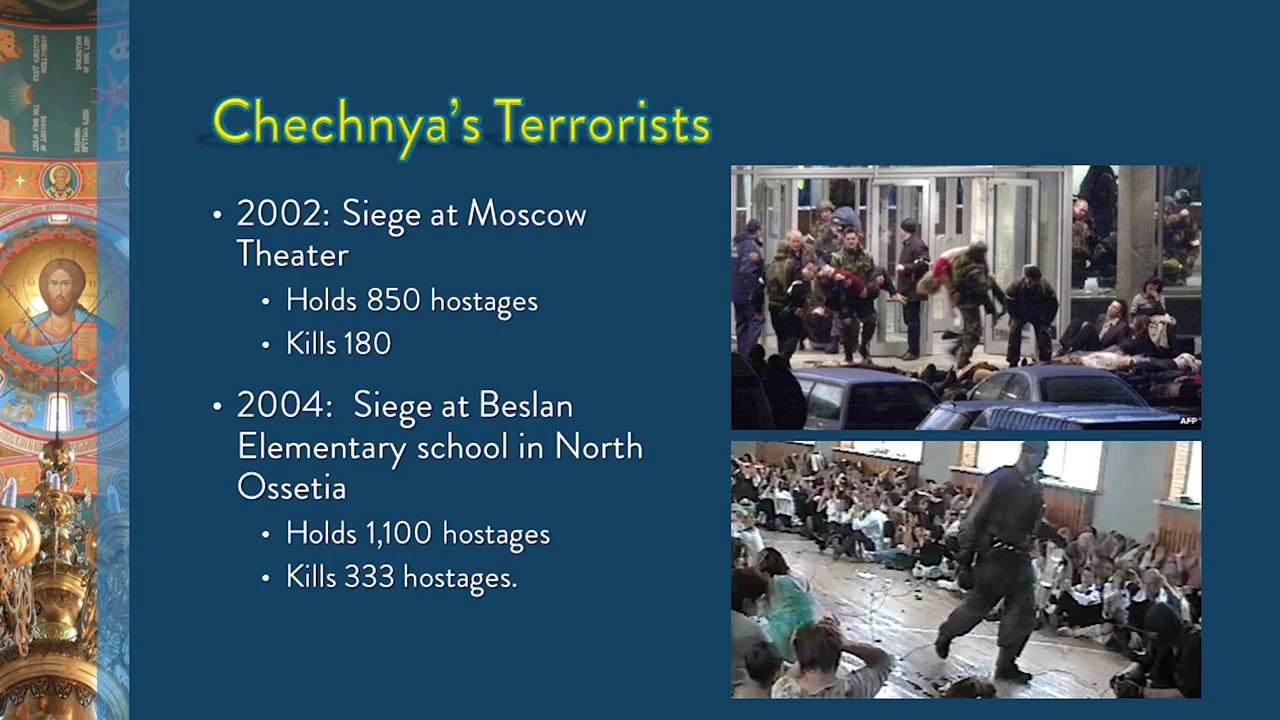 Chechnya's Terrorists
• 2002: Siege at Moscow
Theater
• Holds 850 hostages
• Kills 180
• 2004: Siege at Beslan
Elementary school in North
Ossetia
• Holds 1,100 hostages
• Kills 333 hostages.
AFP